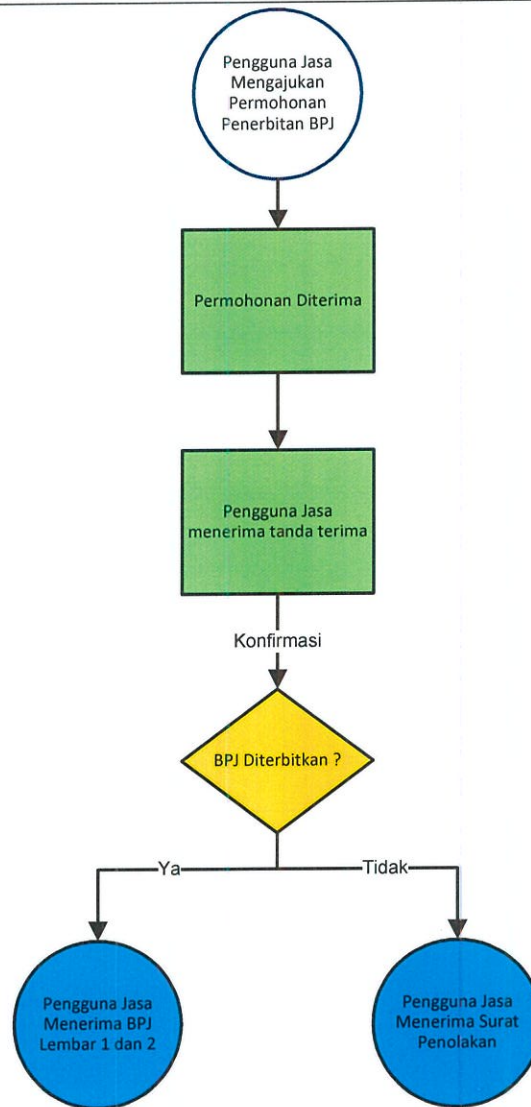 Pengguna Jasa
Mengajukan
Permohonan
Penerbitan BPJ
Permohonan Diterima
Pengguna Jasa
menerima tanda terima
Konfirmasi
BPJ Diterbitkan ?
Ya
Tidak
Pengguna Jasa
Menerima BPJ
Lembar 1 dan 2
Pengguna Jasa
Menerima Surat
Penolakan